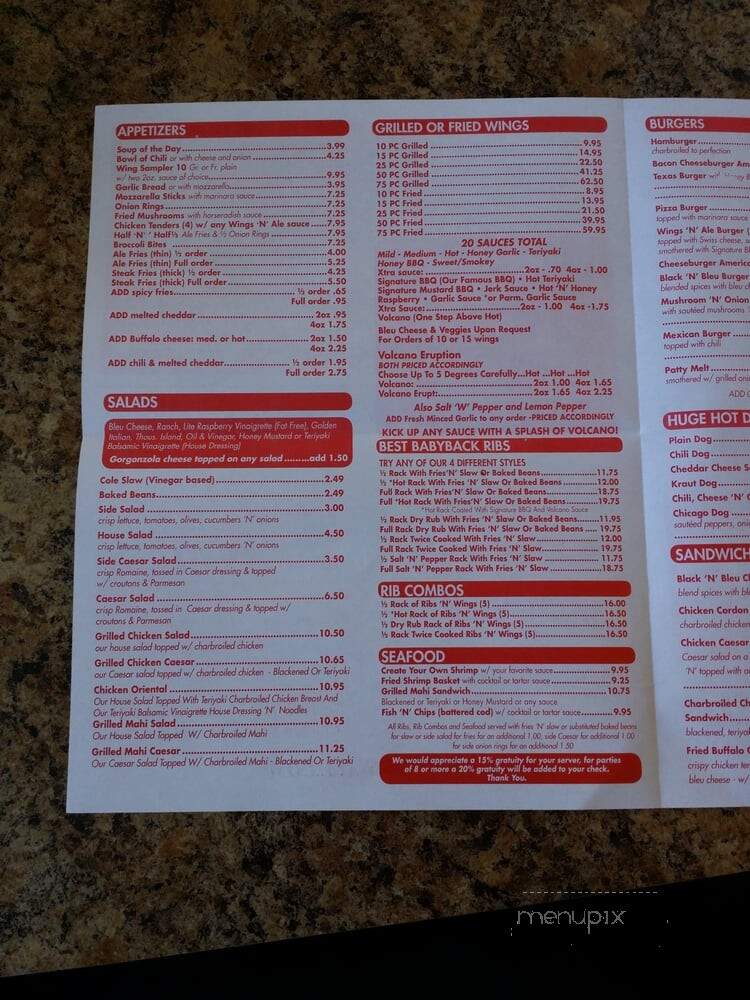 APPETIZERS
Soup of the Day 3.99
Bowl of Chili or with cheese and onion 4.25
Wing Sampler 10 Gr. or Fr. plain
w/ two 2oz. sauce of choice 9.95
Garlic Bread or with mozzarella 3.95
Mozzarella Sticks with marinara sauce 7.25
Onion Rings 7.25
Fried Mushrooms with horseradish sauce 7.25
Chicken Tenders (4) w/ any Wings 'N' Ale sauce 7.95
Half 'N' ' Half½ Ale Fries & ½ Onion Rings 7.95
Broccoli Bites 7.25
Ale Fries (thin) ½ order 4.00
Ale Fries (thin) Full order 5.25
Steak Fries (thick) ½ order 4.25
Steak Fries (thick) Full order 5.50
ADD spicy fries ½ order .65
Full order .95
ADD melted cheddar 2oz .95
4oz 1.75
ADD Buffalo cheese: med. or hot 2oz 1.50
4oz 2.25
ADD chili & melted cheddar ½ order 1.95
Full order 2.75
SALADS
Bleu Cheese, Ranch, Lite Raspberry Vinaigrette (Fat Free), Golden
Italian, Thous. Island, Oil & Vinegar, Honey Mustard or Teriyaki
Balsamic Vinaigrette (House Dressing)
Gorgonzola cheese topped on any salad.........add 1.50
Cole Slaw (Vinegar based) 2.49
Baked Beans 2.49
Side Salad 3.00
crisp lettuce, tomatoes, olives, cucumbers 'N' onions
House Salad 4.50
crisp lettuce, tomatoes, olives, cucumbers 'N' onions
Side Caesar Salad 3.50
crisp Romaine, tossed in Caesar dressing & topped
w/ croutons & Parmesan
Caesar Salad 6.50
crisp Romaine, tossed in Caesar dressing & topped w/
croutons & Parmesan
Grilled Chicken Salad 10.50
our house salad topped w/ charbroiled chicken
Grilled Chicken Caesar 10.65
our Caesar salad topped w/ charbroiled chicken - Blackened Or Teriyaki
Chicken Oriental 10.95
Our House Salad Topped With Teriyaki Charbroiled Chicken Breast And
Our Teriyaki Balsamic Vinaigrette House Dressing 'N' Noodles
Grilled Mahi Salad 10.95
Our House Salad Topped W/ Charbroiled Mahi
Grilled Mahi Caesar 11.25
Our Caesar Salad Topped W/ Charbroiled Mahi - Blackened Or Teriyaki
GRILLED OR FRIED WINGS
10 PC Grilled 9.95
15 PC Grilled 14.95
25 PC Grilled 22.50
50 PC Grilled 41.25
75 PC Grilled 62.50
10 PC Fried 8.95
15 PC Fried 13.95
25 PC Fried 21.50
50 PC Fried 39.95
75 PC Fried 59.95
20 SAUCES TOTAL
Mild - Medium - Hot - Honey Garlic - Teriyaki
Honey BBQ - Sweet/Smokey
Xtra sauce: 2oz - .70 4oz - 1.00
Signature BBQ (Our Famous BBQ) • Hot Teriyaki
Signature Mustard BBQ • Jerk Sauce • Hot 'N' Honey
Raspberry • Garlic Sauce *or Parm. Garlic Sauce
Xtra Sauce: 2oz - 1.00 4oz -1.75
Volcano (One Step Above Hot)
Bleu Cheese & Veggies Upon Request
For Orders of 10 or 15 wings
Volcano Eruption
BOTH PRICED ACCORDINGLY
Choose Up To 5 Degrees Carefully...Hot ...Hot ...Hot
Volcano: 2oz 1.00 4oz 1.65
Volcano Erupt: 2oz 1.65 4oz 2.25
Also Salt 'W' Pepper and Lemon Pepper
ADD Fresh Minced Garlic to any order -PRICED ACCORDINGLY
KICK UP ANY SAUCE WITH A SPLASH OF VOLCANO!
BEST BABYBACK RIBS
TRY ANY OF OUR 4 DIFFERENT STYLES
½ Rack With Fries'N' Slaw Or Baked Beans 11.75
½ *Hot Rack With Fries 'N' Slaw Or Baked Beans 12.00
Full Rack With Fries'N' Slaw Or Baked Beans 18.75
Full *Hot Rack With Fries'N' Slaw Or Baked Beans 19.75
*Hot Rack Coated With Signature BBQ And Volcano Sauce
½ Rack Dry Rub With Fries 'N' Slaw Or Baked Beans 11.95
Full Rack Dry Rub With Fries 'N' Slaw Or Baked Beans 19.75
½ Rack Twice Cooked With Fries 'N' Slaw 12.00
Full Rack Twice Cooked With Fries 'N' Slaw 19.75
½ Salt 'N' Pepper Rack With Fries 'N' Slaw 11.75
Full Salt 'N' Pepper Rack With Fries 'N' Slaw 18.75
RIB COMBOS
½ Rack of Ribs 'N' Wings (5) 16.00
½ *Hot Rack of Ribs 'N' Wings (5) 16.50
½ Dry Rub Rack of Ribs 'N' Wings (5) 16.50
½ Rack Twice Cooked Ribs 'N' Wings (5) 16.50
SEAFOOD
Create Your Own Shrimp w/ your favorite sauce 9.95
Fried Shrimp Basket with cocktail or tartar sauce 9.25
Grilled Mahi Sandwich 10.75
Blackened or Teriyaki or Honey Mustard or any sauce
Fish 'N' Chips (battered cod) w/ cocktail or tartar sauce 9.95
All Ribs, Rib Combos and Seafood served with fries 'N' slaw or substituted baked beans
for slaw or side salad for fries for an additional 1.00, side Caesar for additional 1.00
for side onion rings for an additional 1.50
We would appreciate a 15% gratuity for your server, for parties
of 8 or more a 20% gratuity will be added to your check.
Thank You.
BURGERS
Hamburger
charbroiled to perfection
Bacon Cheeseburger Am
Texas Burger
Pizza Burger
topped with marinara sauce
Wings 'N' Ale Burger
topped with Swiss cheese,
smothered with Signature B
Cheeseburger America
Black 'N' Bleu Burger
blended spices with bleu c
Mushroom 'N' Onion
with sautéed mushrooms
Mexican Burger
topped with chili
Patty Melt
smothered w/ grilled oni
ADD
HUGE HOT D
Plain Dog
Chili Dog
Cheddar Cheese S
Kraut Dog
Chili, Cheese 'N'
Chicago Dog
sautéed peppers, oni
SANDWICH
Black 'N' Bleu Ch
blend spices with ble
Chicken Cordon
charbroiled chicken
Chicken Caesar
Caesar salad on a
'N' topped with a
Charbroiled Ch
Sandwich
blackened, teriyak
Fried Buffalo C
crispy chicken ten
bleu cheese - w/
menupix